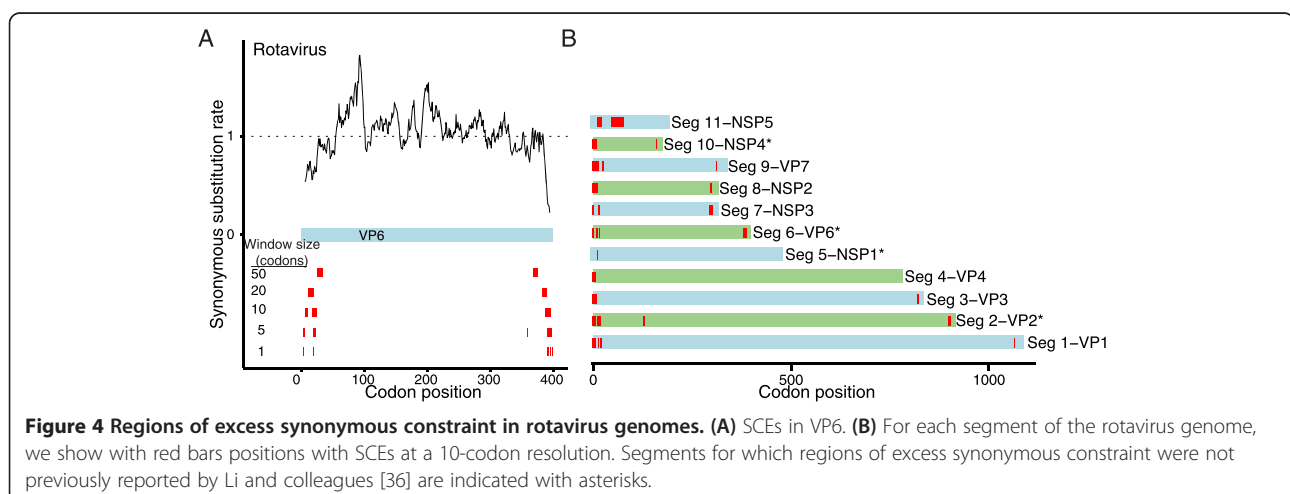 A
B
Rotavirus
Synonymous substitution rate
1
0
VP6
Window size
(codons)
50
20
10
5
1
0
100
200
300
400
Codon position
Seg 11–NSP5
Seg 10–NSP4*
Seg 9–VP7
Seg 8–NSP2
Seg 7–NSP3
Seg 6–VP6*
Seg 5–NSP1*
Seg 4–VP4
Seg 3–VP3
Seg 2–VP2*
Seg 1–VP1
0
500
1000
Codon position
Figure 4 Regions of excess synonymous constraint in rotavirus genomes. (A) SCEs in VP6. (B) For each segment of the rotavirus genome,
we show with red bars positions with SCEs at a 10-codon resolution. Segments for which regions of excess synonymous constraint were not
previously reported by Li and colleagues [36] are indicated with asterisks.